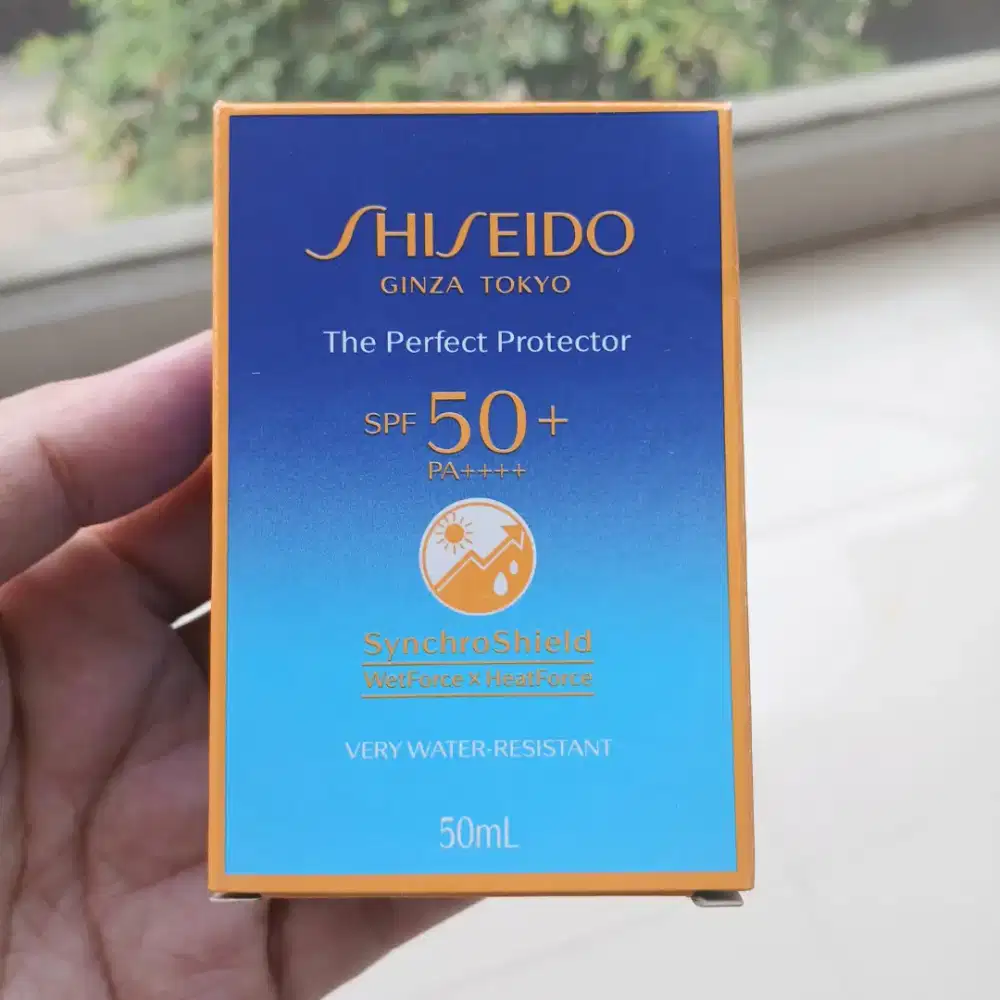 SHISEIDO
GINZA TOKYO
The Perfect Protector
SPF 50+
PA++++
SynchroShield
WetForce × HeatForce
VERY WATER-RESISTANT
50mL